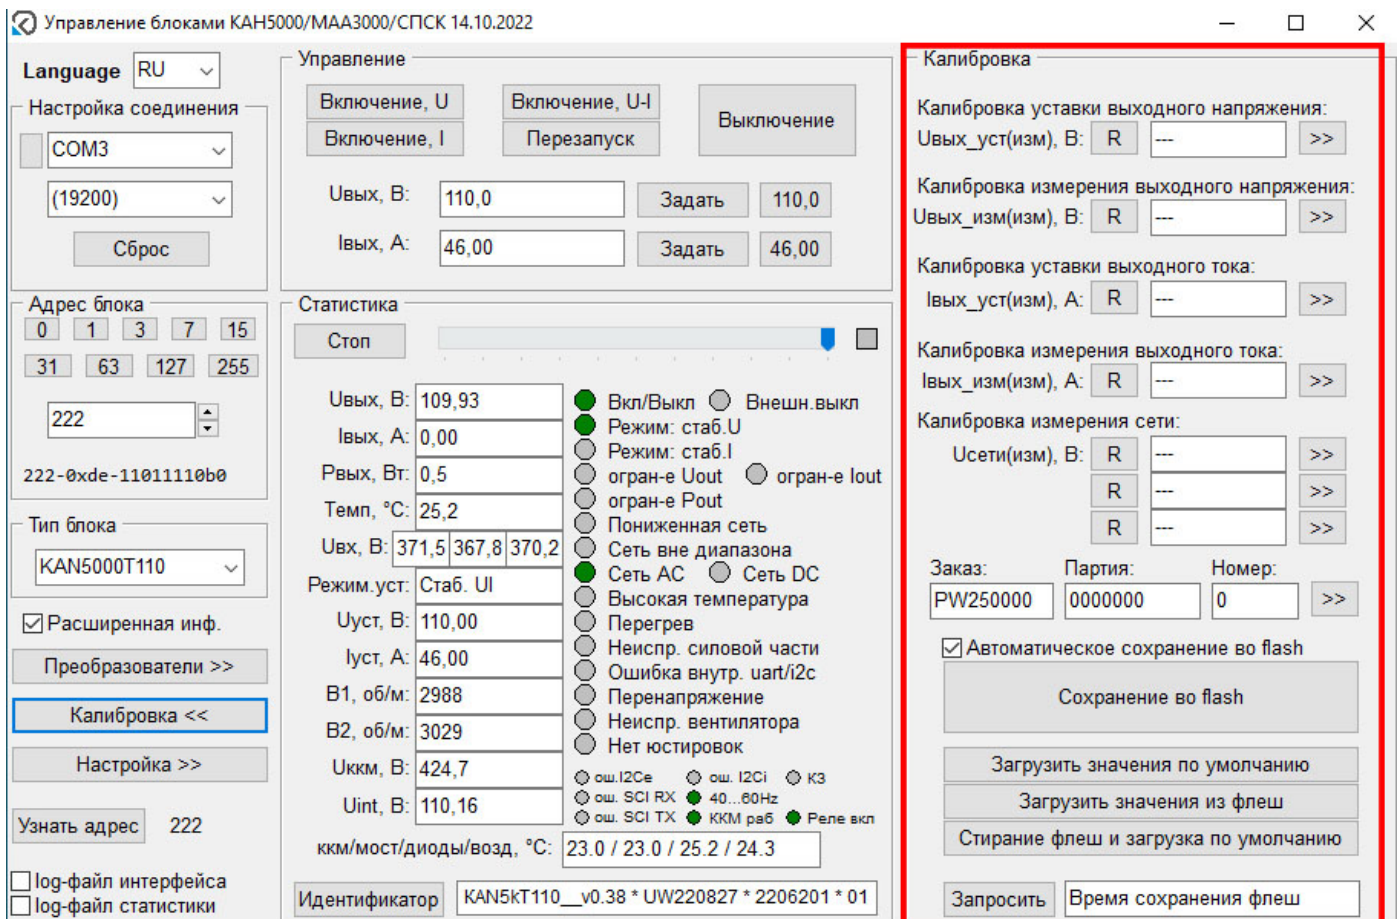 Управление блоками КАН5000/МАА3000/СПСК 14.10.2022
Language RU
Настройка соединения
COM3
(19200)
Сброс
Адрес блока
0 1 3 7 15
31 63 127 255
222
222-0xde-11011110b0
Тип блока
KAN5000T110
Расширенная инф.
Преобразователи >>
Калибровка <<
Настройка >>
Узнать адрес 222
log-файл интерфейса
log-файл статистики
Управление
Включение, U Включение, U-I Выключение
Включение, I Перезапуск
Uвых, В: 110,0 Задать 110,0
Iвых, А: 46,00 Задать 46,00
Статистика
Стоп
Uвых, В: 109,93
Iвых, А: 0,00
Pвых, Вт: 0,5
Темп, °C: 25,2
Uвх, В: 371,5 367,8 370,2
Режим.уст: Стаб. UI
Uуст, В: 110,00
Iуст, А: 46,00
В1, об/м: 2988
В2, об/м: 3029
Uккм, В: 424,7
Uint, В: 110,16
Вкл/Выкл Внешн.выкл
Режим: стаб.U
Режим: стаб.I
огран-е Uout огран-е Iout
огран-е Pout
Пониженная сеть
Сеть вне диапазона
Сеть AC Сеть DC
Высокая температура
Перегрев
Неиспр. силовой части
Ошибка внутр. uart/i2c
Перенапряжение
Неиспр. вентилятора
Нет юстировок
ош.I2Ce ош. I2Ci КЗ
ош. SCI RX 40...60Hz
ош. SCI TX ККМ раб Реле вкл
ккм/мост/диоды/возд, °C: 23.0 / 23.0 / 25.2 / 24.3
Идентификатор KAN5kT110__v0.38 * UW220827 * 2206201 * 01
Калибровка
Калибровка уставки выходного напряжения:
Uвых_уст(изм), В: R --- >>
Калибровка измерения выходного напряжения:
Uвых_изм(изм), В: R --- >>
Калибровка уставки выходного тока:
Iвых_уст(изм), А: R --- >>
Калибровка измерения выходного тока:
Iвых_изм(изм), А: R --- >>
Калибровка измерения сети:
Uсети(изм), В: R --- >>
R --- >>
R --- >>
Заказ: Партия: Номер:
PW250000 0000000 0 >>
Автоматическое сохранение во flash
Сохранение во flash
Загрузить значения по умолчанию
Загрузить значения из флеш
Стирание флеш и загрузка по умолчанию
Запросить Время сохранения флеш